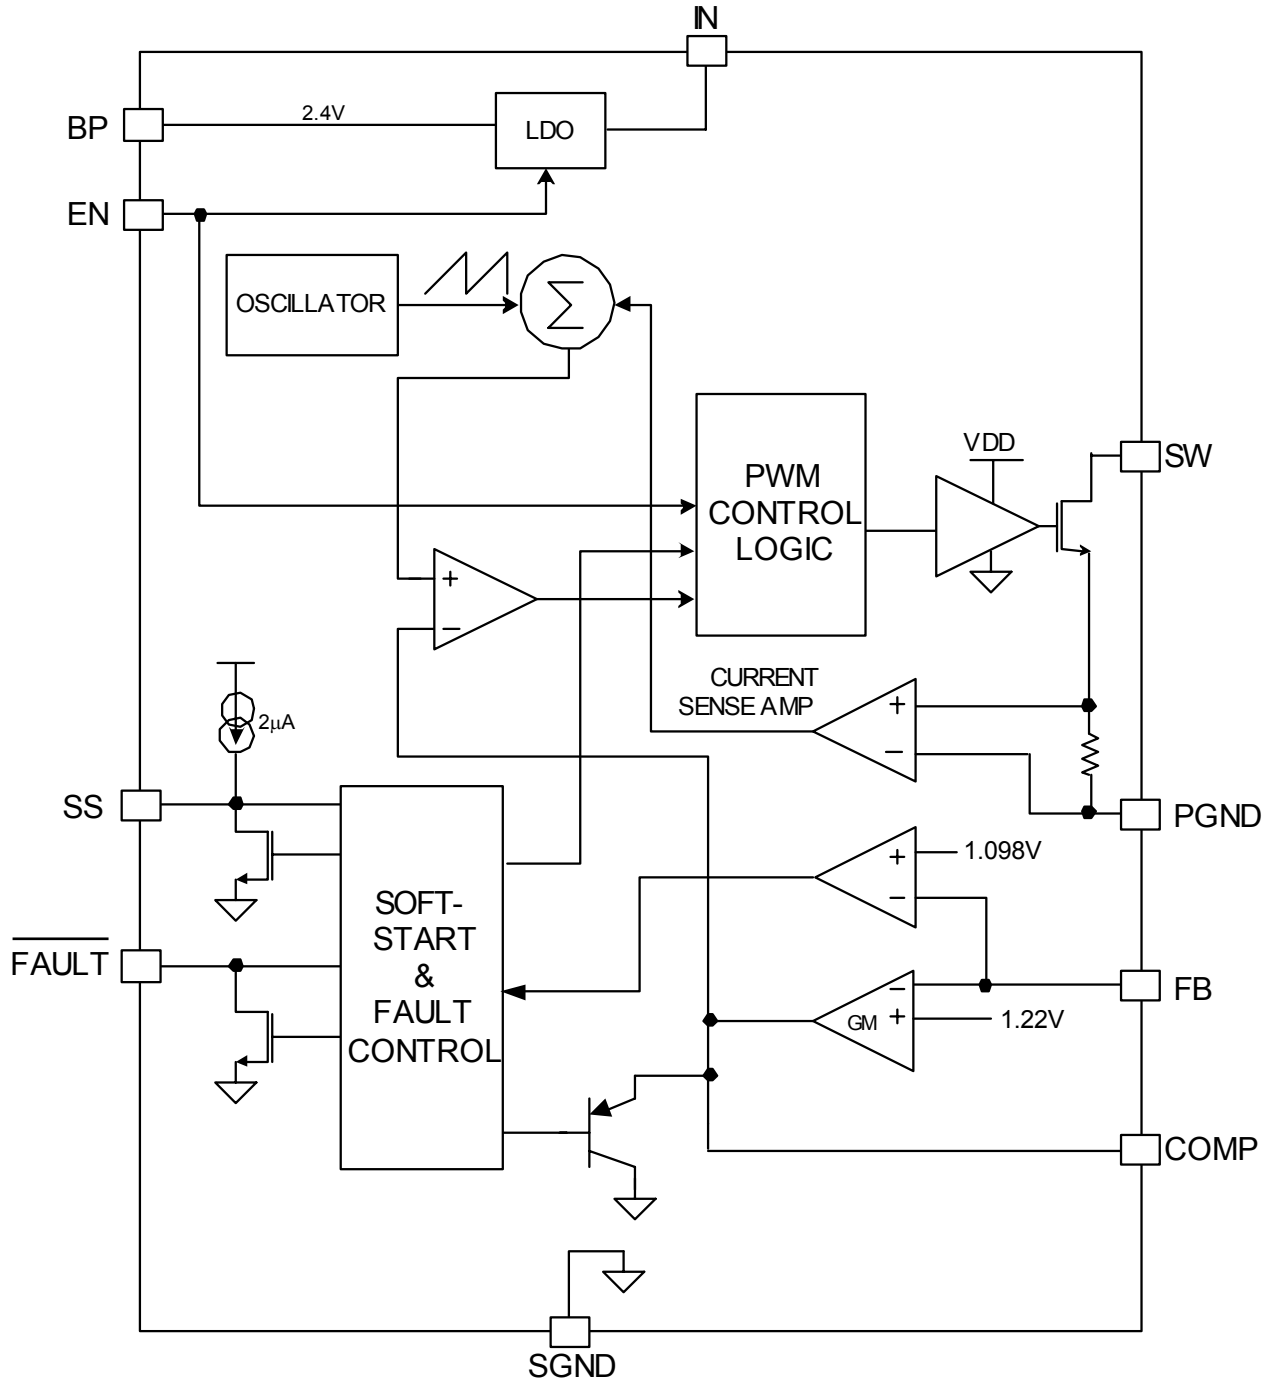 IN
BP
2.4V
LDO
EN
OSCILLATOR
Σ
VDD
SW
PWM
CONTROL
LOGIC
+
−
CURRENT
SENSE AMP
+
−
2μA
SS
PGND
+
1.098V
−
SOFT-
START
&
FAULT
CONTROL
FAULT
−
FB
GM
+
1.22V
COMP
SGND